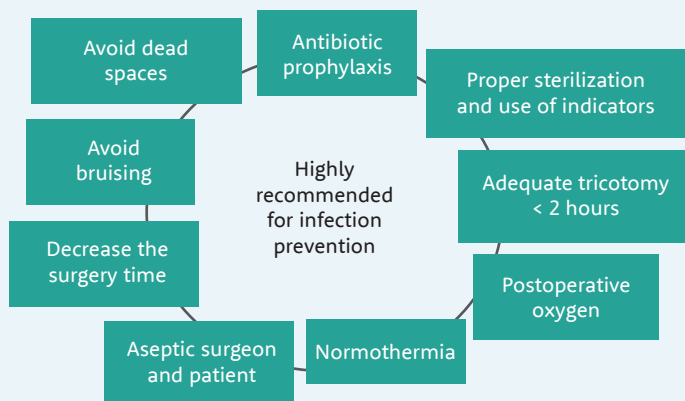 Antibiotic
prophylaxis
Proper sterilization
and use of indicators
Adequate tricotomy
< 2 hours
Postoperative
oxygen
Normothermia
Aseptic surgeon
and patient
Decrease the
surgery time
Avoid
bruising
Avoid dead
spaces
Highly
recommended
for infection
prevention